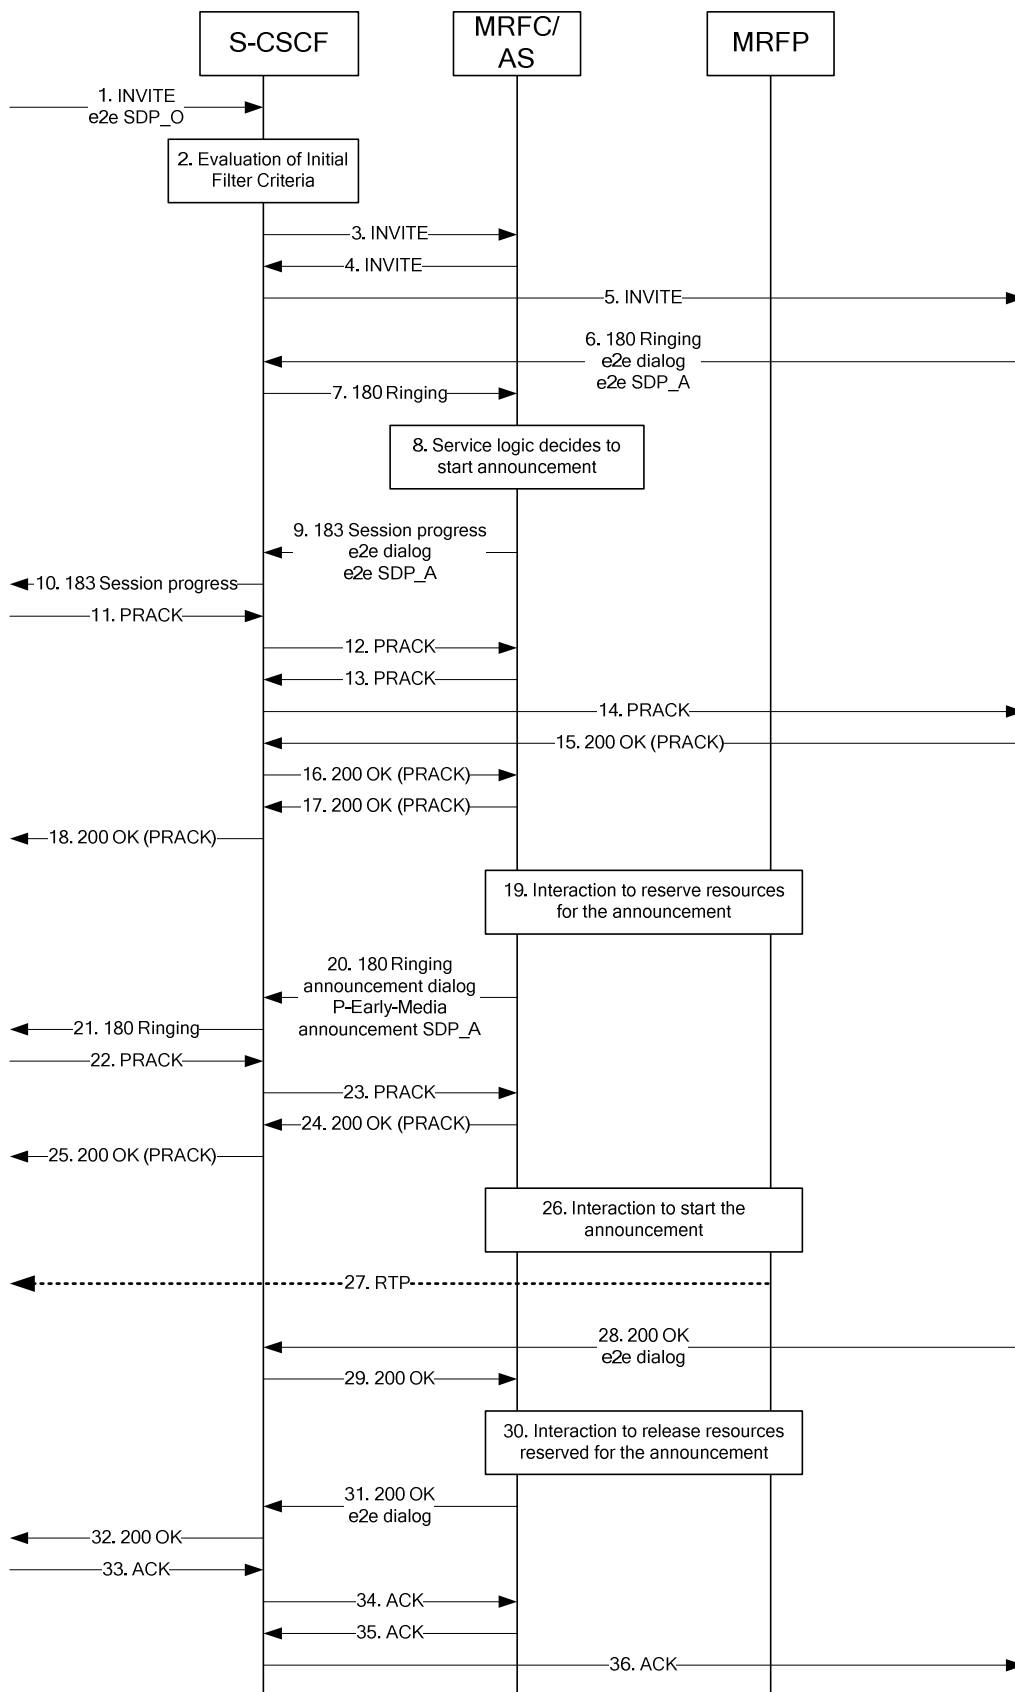 S-CSCF
MRFC/
AS
MRFP
1. INVITE
e2e SDP_O
2. Evaluation of Initial
Filter Criteria
3. INVITE
4. INVITE
5. INVITE
6. 180 Ringing
e2e dialog
e2e SDP_A
7. 180 Ringing
8. Service logic decides to
start announcement
9. 183 Session progress
e2e dialog
e2e SDP_A
10. 183 Session progress
11. PRACK
12. PRACK
13. PRACK
14. PRACK
15. 200 OK (PRACK)
16. 200 OK (PRACK)
17. 200 OK (PRACK)
18. 200 OK (PRACK)
19. Interaction to reserve resources
for the announcement
20. 180 Ringing
announcement dialog
P-Early-Media
announcement SDP_A
21. 180 Ringing
22. PRACK
23. PRACK
24. 200 OK (PRACK)
25. 200 OK (PRACK)
26. Interaction to start the
announcement
27. RTP
28. 200 OK
e2e dialog
29. 200 OK
30. Interaction to release resources
reserved for the announcement
31. 200 OK
e2e dialog
32. 200 OK
33. ACK
34. ACK
35. ACK
36. ACK